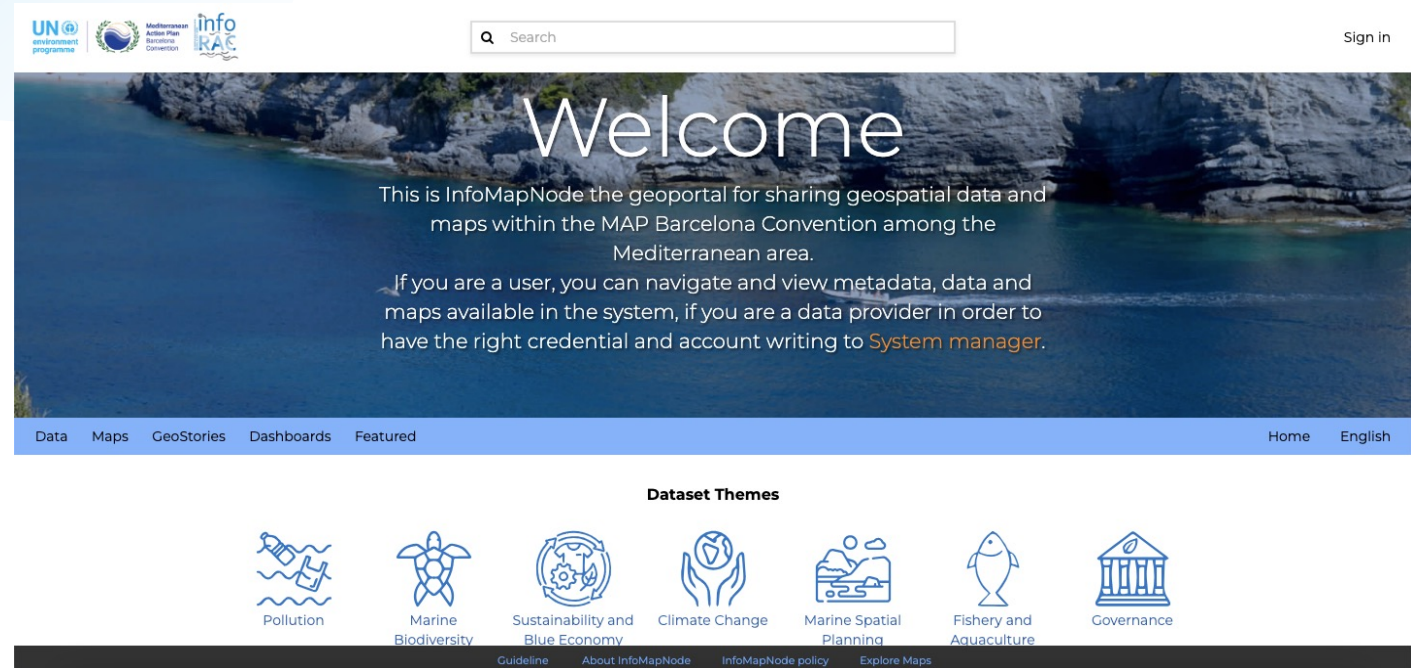 UN
environment
programme
Mediterranean
Action Plan
Barcelona
Convention
info
RAC
Search
Sign in
Welcome
This is InfoMapNode the geoportal for sharing geospatial data and
maps within the MAP Barcelona Convention among the
Mediterranean area.
If you are a user, you can navigate and view metadata, data and
maps available in the system, if you are a data provider in order to
have the right credential and account writing to System manager.
Data Maps GeoStories Dashboards Featured Home English
Dataset Themes
Pollution
Marine
Biodiversity
Sustainability and
Blue Economy
Climate Change
Marine Spatial
Planning
Fishery and
Aquaculture
Governance
Guideline About InfoMapNode InfoMapNode policy Explore Maps